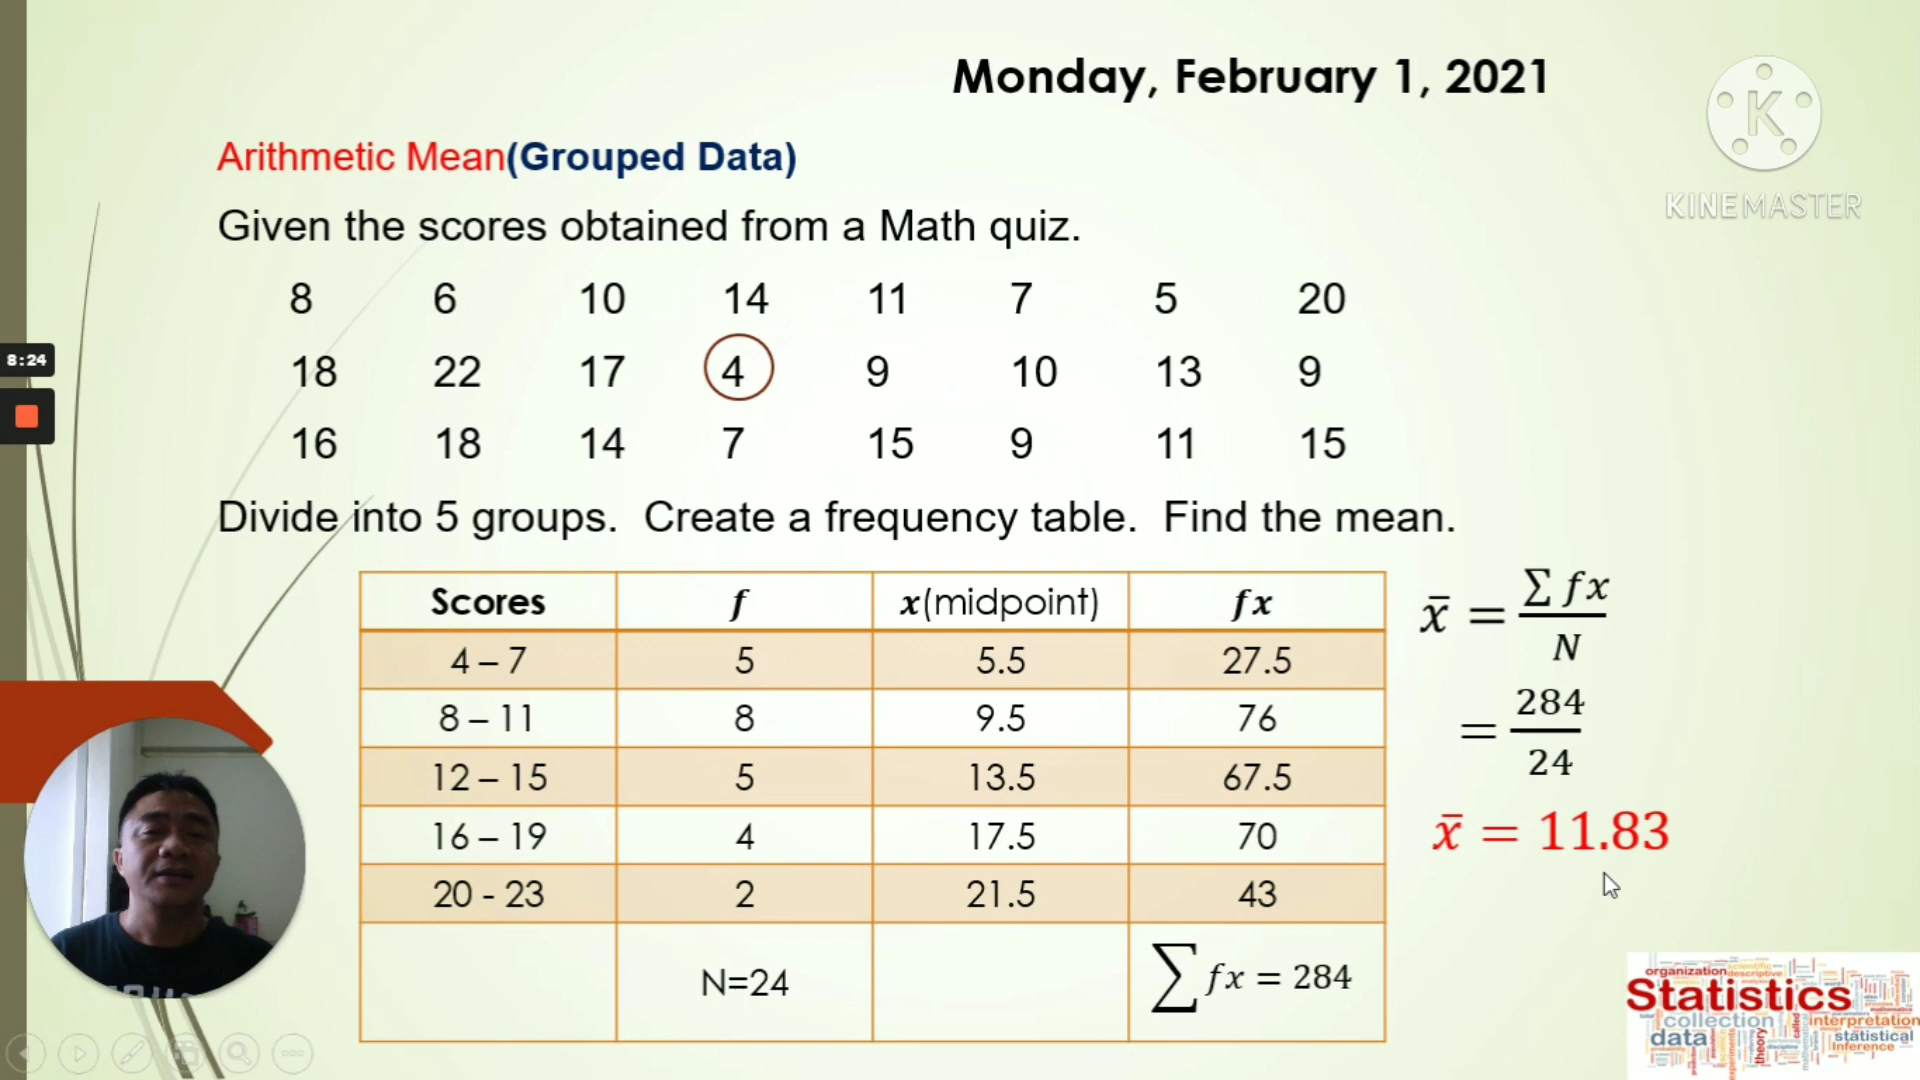 Monday, February 1, 2021
K
KINEMASTER
Arithmetic Mean(Grouped Data)
Given the scores obtained from a Math quiz.
8 6 10 14 11 7 5 20
18 22 17 4 9 10 13 9
16 18 14 7 15 9 11 15
8:24
Divide into 5 groups. Create a frequency table. Find the mean.
Scores f x(midpoint) fx
4 – 7 5 5.5 27.5
8 – 11 8 9.5 76
12 – 15 5 13.5 67.5
16 – 19 4 17.5 70
20 - 23 2 21.5 43
N=24 ∑ fx = 284
x̄ = ∑ fx / N
= 284 / 24
x̄ = 11.83
organization scientific
descriptive
Statistics
collection interpretation
data theory called statistical
inference